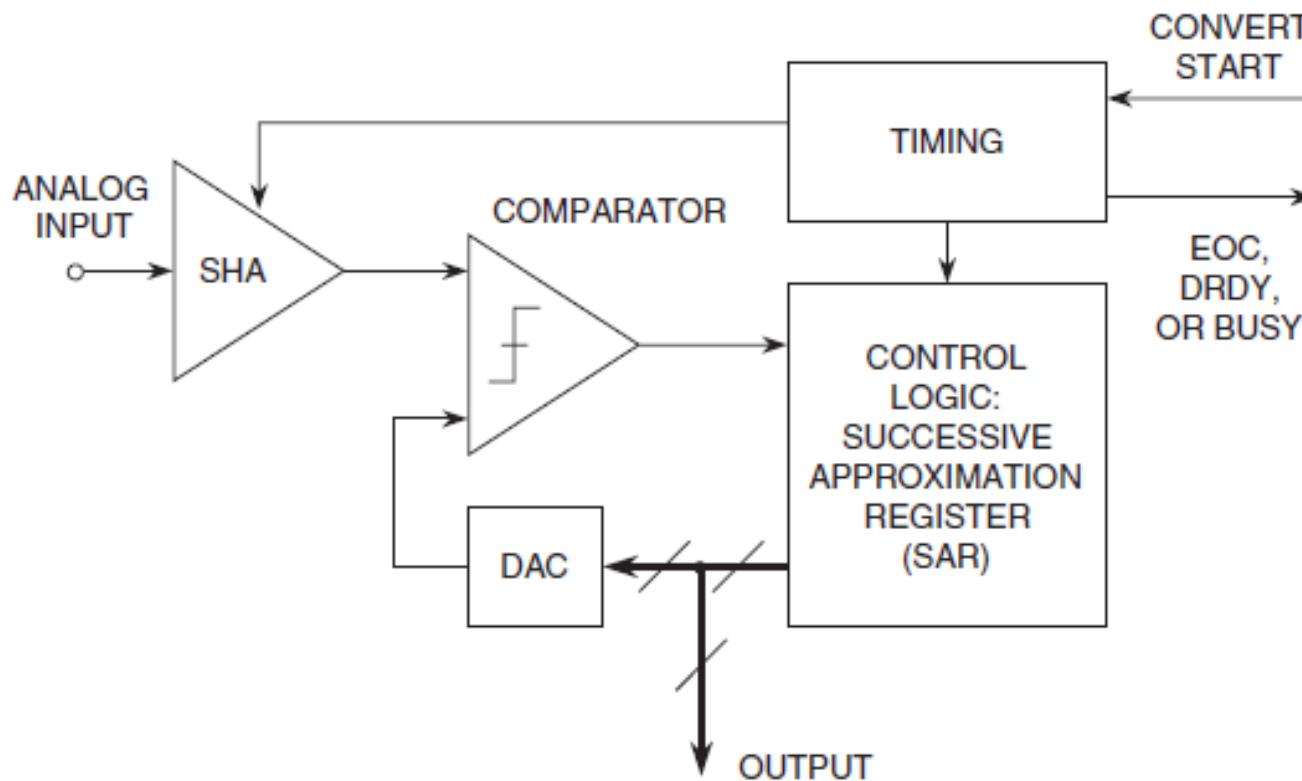 CONVERT
START
TIMING
ANALOG
INPUT
SHA
COMPARATOR
EOC,
DRDY,
OR BUSY
CONTROL
LOGIC:
SUCCESSIVE
APPROXIMATION
REGISTER
(SAR)
DAC
OUTPUT